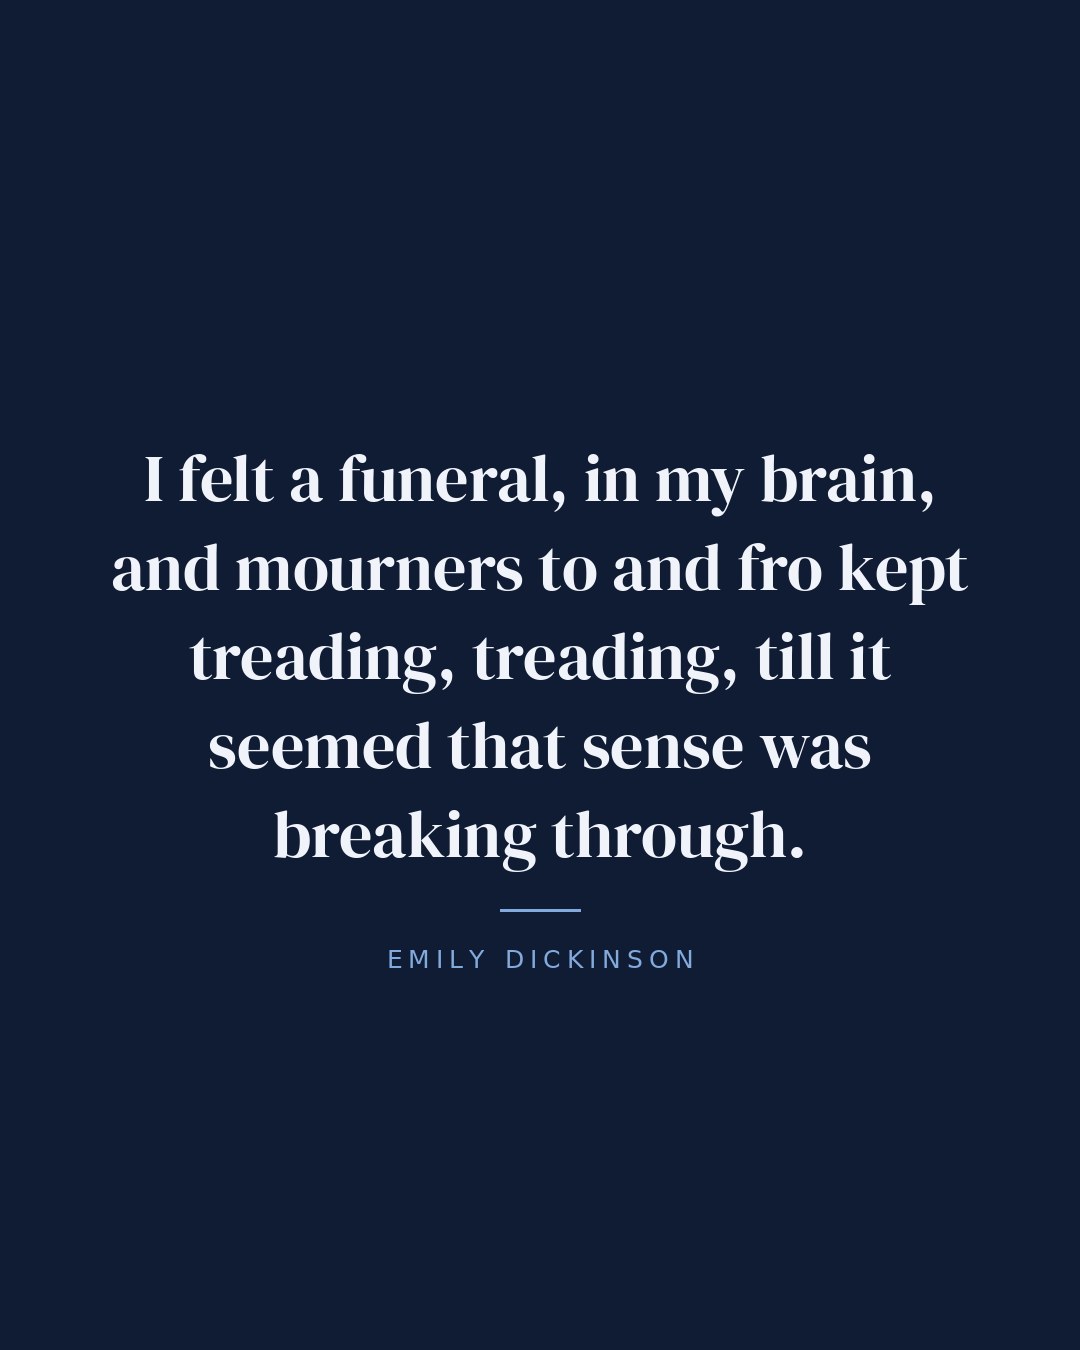 I felt a funeral, in my brain,
and mourners to and fro kept
treading, treading, till it
seemed that sense was
breaking through.
EMILY DICKINSON